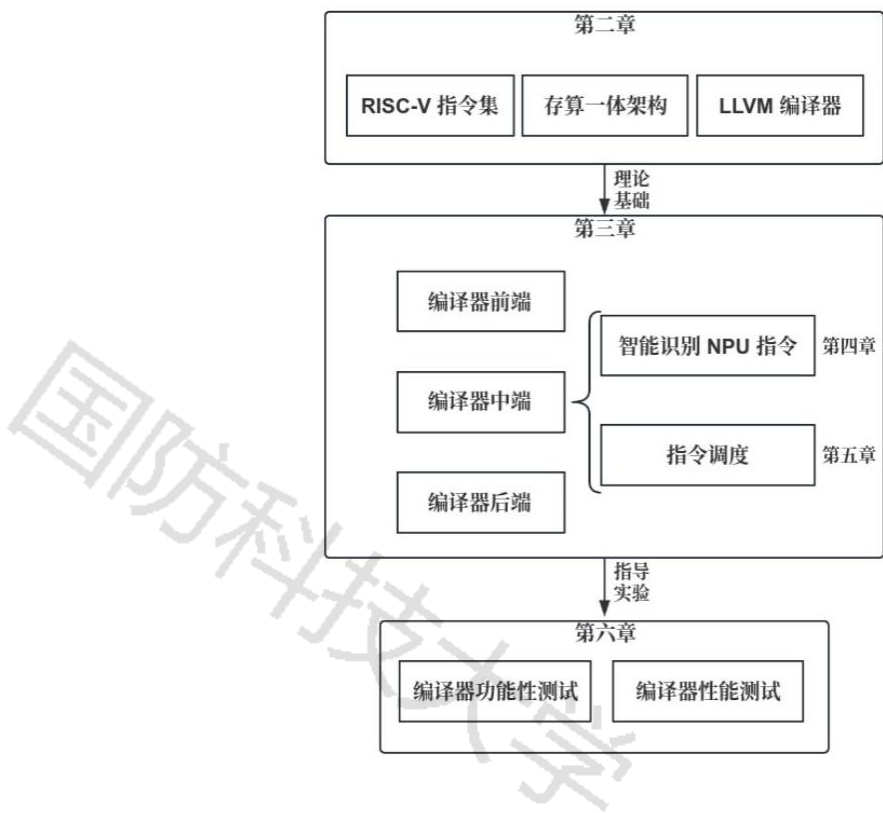 第二章
RISC-V 指令集 存算一体架构 LLVM 编译器
理论
基础
第三章
编译器前端
智能识别 NPU 指令 第四章
编译器中端
指令调度 第五章
编译器后端
指导
实验
第六章
编译器功能性测试 编译器性能测试
国防科技大学